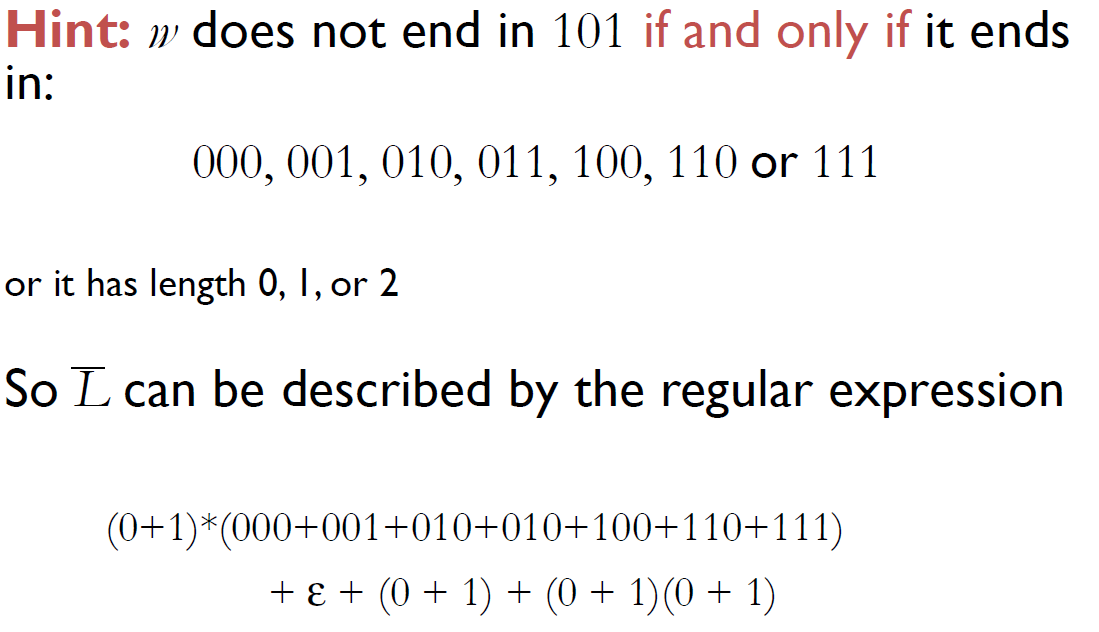 Hint: w does not end in 101 if and only if it ends
in:
000, 001, 010, 011, 100, 110 or 111
or it has length 0, 1, or 2
So L̅ can be described by the regular expression
(0+1)*(000+001+010+010+100+110+111)
+ ε + (0 + 1) + (0 + 1)(0 + 1)